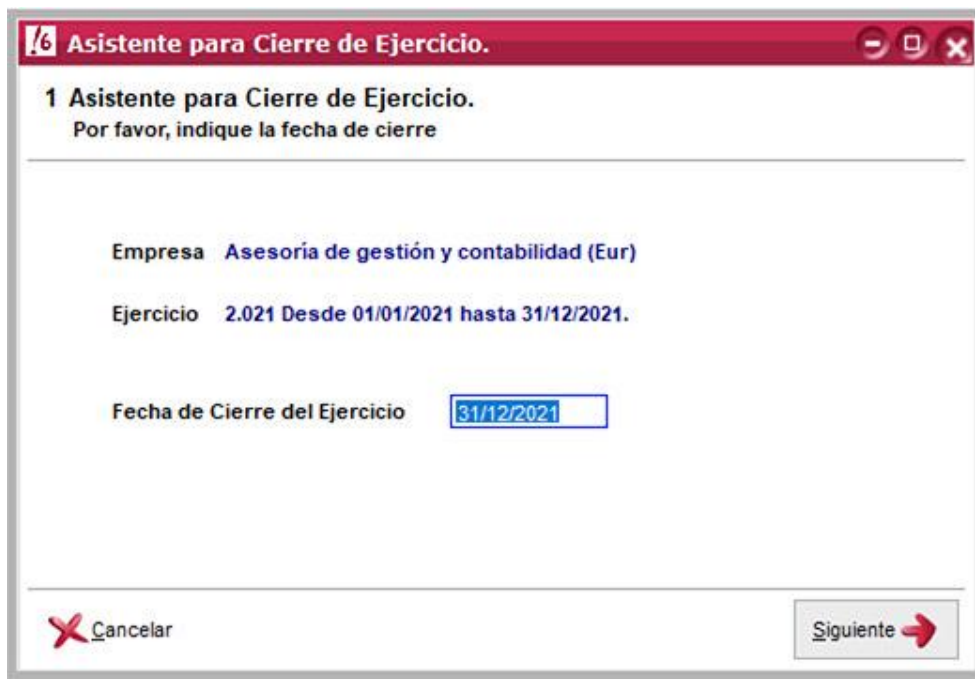 !6 Asistente para Cierre de Ejercicio.
1 Asistente para Cierre de Ejercicio.
Por favor, indique la fecha de cierre
Empresa Asesoría de gestión y contabilidad (Eur)
Ejercicio 2.021 Desde 01/01/2021 hasta 31/12/2021.
Fecha de Cierre del Ejercicio 31/12/2021
Cancelar Siguiente